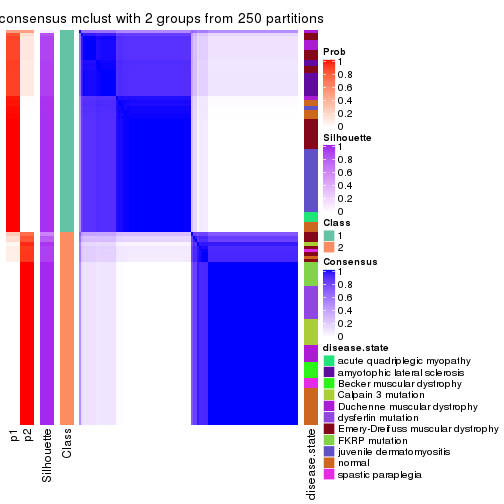 consensus mclust with 2 groups from 250 partitions
Prob
1
0.8
0.6
0.4
0.2
0
Silhouette
1
0.8
0.6
0.4
0.2
0
Class
1
2
Consensus
1
0.8
0.6
0.4
0.2
0
disease.state
acute quadriplegic myopathy
amyotophic lateral sclerosis
Becker muscular dystrophy
Calpain 3 mutation
Duchenne muscular dystrophy
dysferlin mutation
Emery-Dreifuss muscular dystrophy
FKRP mutation
juvenile dermatomyositis
normal
spastic paraplegia
p1
p2
Silhouette
Class
disease.state